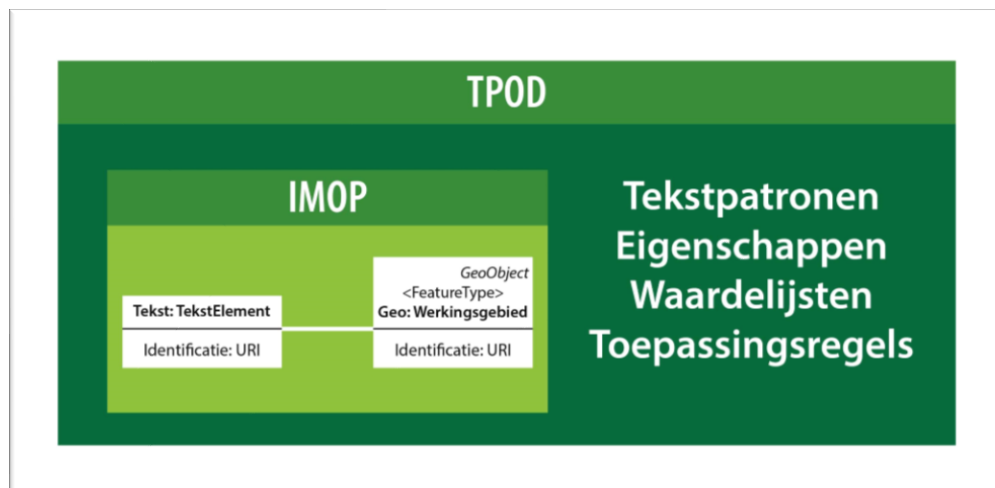 TPOD
IMOP
Tekst: TekstElement
Identificatie: URI
GeoObject
<FeatureType>
Geo: Werkingsgebied
Identificatie: URI
Tekstpatronen
Eigenschappen
Waardelijsten
Toepassingsregels